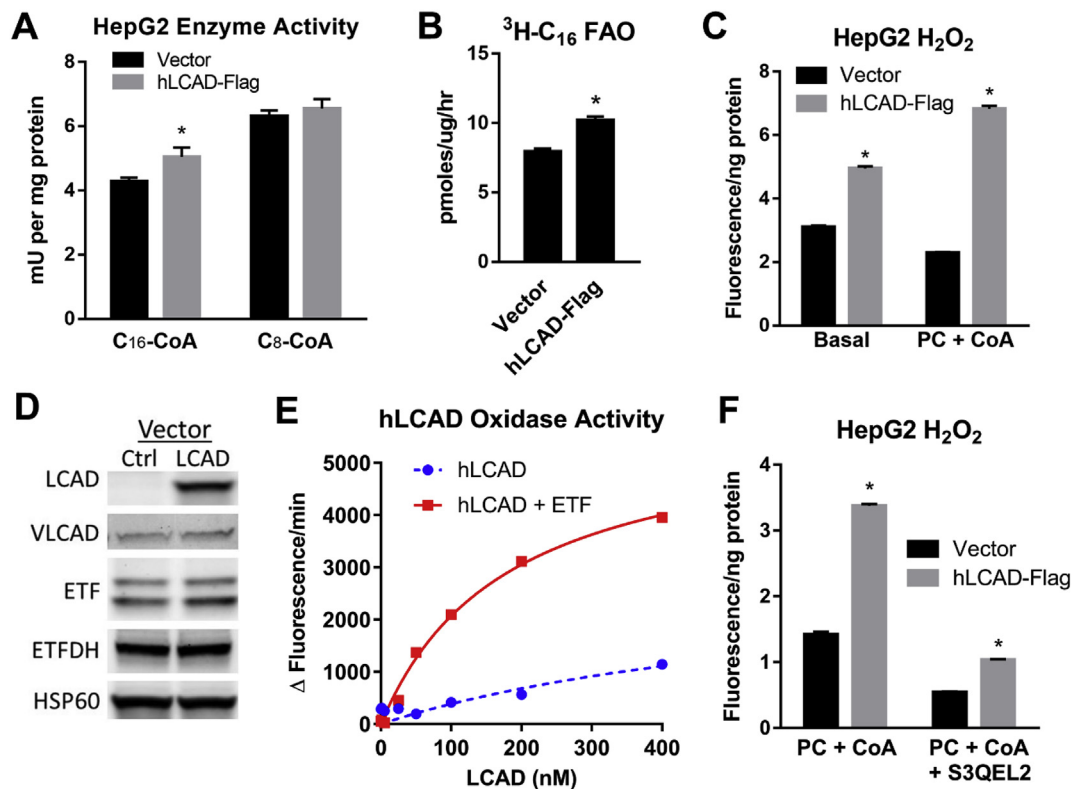 A
HepG2 Enzyme Activity
Vector
hLCAD-Flag
8
6
4
2
0
*
mU per mg protein
C16-CoA
C8-CoA
B
³H-C₁₆ FAO
15
10
5
0
*
pmoles/ug/hr
Vector
hLCAD-Flag
C
HepG2 H₂O₂
Vector
hLCAD-Flag
8
6
4
2
0
*
*
Fluorescence/ng protein
Basal
PC + CoA
D
Vector
Ctrl LCAD
LCAD
VLCAD
ETF
ETFDH
HSP60
E
hLCAD Oxidase Activity
hLCAD
hLCAD + ETF
5000
4000
3000
2000
1000
0
Δ Fluorescence/min
0 100 200 300 400
LCAD (nM)
F
HepG2 H₂O₂
Vector
hLCAD-Flag
4
3
2
1
0
*
*
Fluorescence/ng protein
PC + CoA
PC + CoA
+ S3QEL2